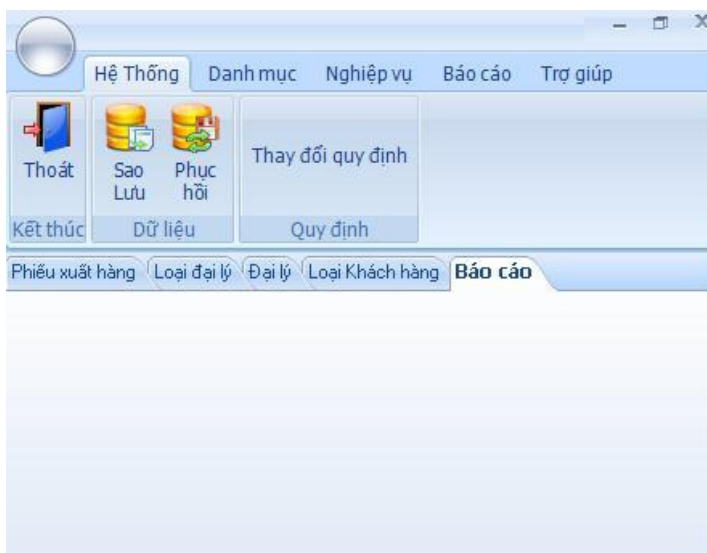 Hệ Thống Danh mục Nghiệp vụ Báo cáo Trợ giúp
Thoát
Sao
Lưu
Phục
hồi
Thay đổi quy định
Kết thúc Dữ liệu Quy định
Phiếu xuất hàng Loại đại lý Đại lý Loại Khách hàng Báo cáo